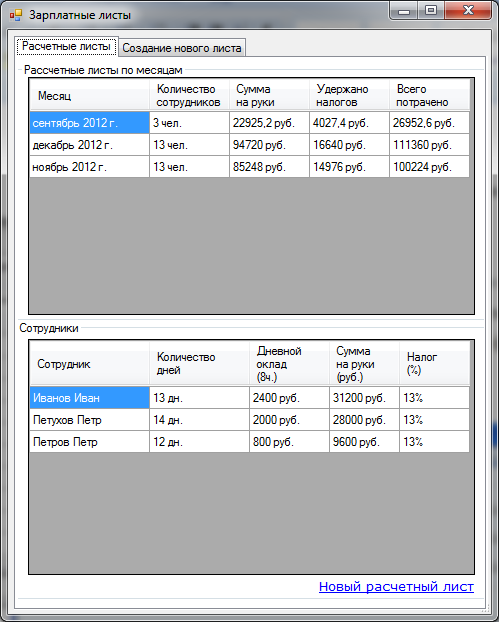 Зарплатные листы
Расчетные листы
Создание нового листа
Рассчетные листы по месяцам
Месяц
Количество сотрудников
Сумма на руки
Удержано налогов
Всего потрачено
сентябрь 2012 г. 3 чел. 22925,2 руб. 4027,4 руб. 26952,6 руб.
декабрь 2012 г. 13 чел. 94720 руб. 16640 руб. 111360 руб.
ноябрь 2012 г. 13 чел. 85248 руб. 14976 руб. 100224 руб.
Сотрудники
Сотрудник
Количество дней
Дневной оклад (8ч.)
Сумма на руки (руб.)
Налог (%)
Иванов Иван 13 дн. 2400 руб. 31200 руб. 13%
Петухов Петр 14 дн. 2000 руб. 28000 руб. 13%
Петров Петр 12 дн. 800 руб. 9600 руб. 13%
Новый расчетный лист